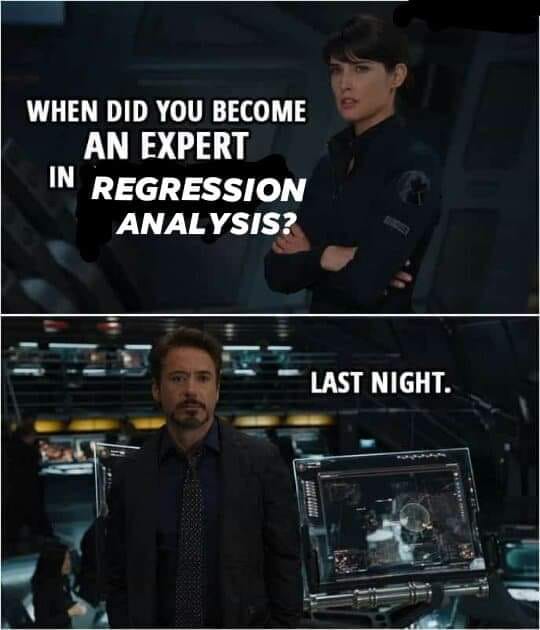 WHEN DID YOU BECOME
AN EXPERT
IN REGRESSION
ANALYSIS?
LAST NIGHT.